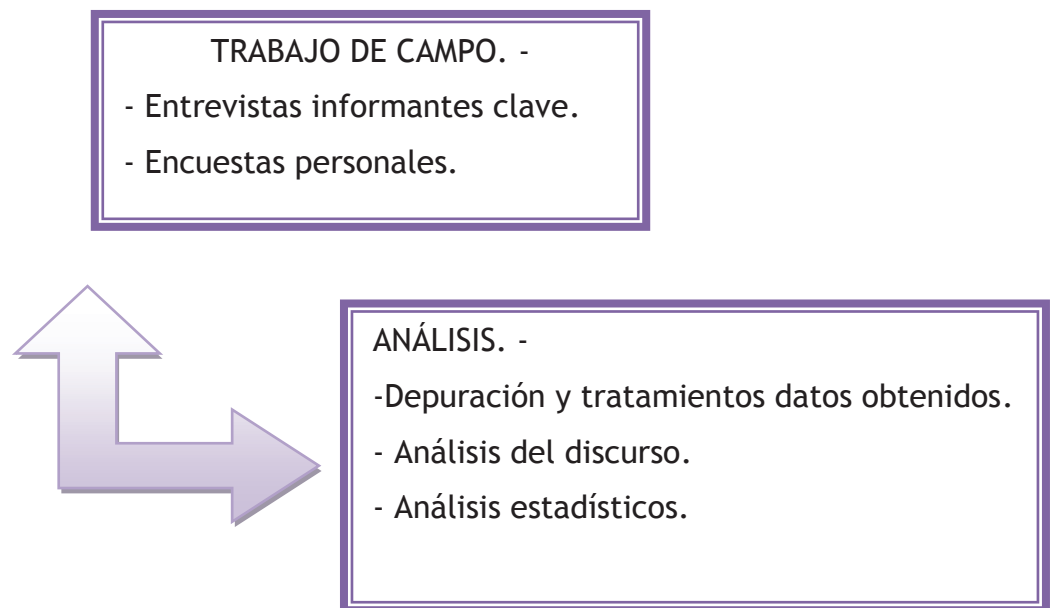 TRABAJO DE CAMPO. -
- Entrevistas informantes clave.
- Encuestas personales.
ANÁLISIS. -
-Depuración y tratamientos datos obtenidos.
- Análisis del discurso.
- Análisis estadísticos.